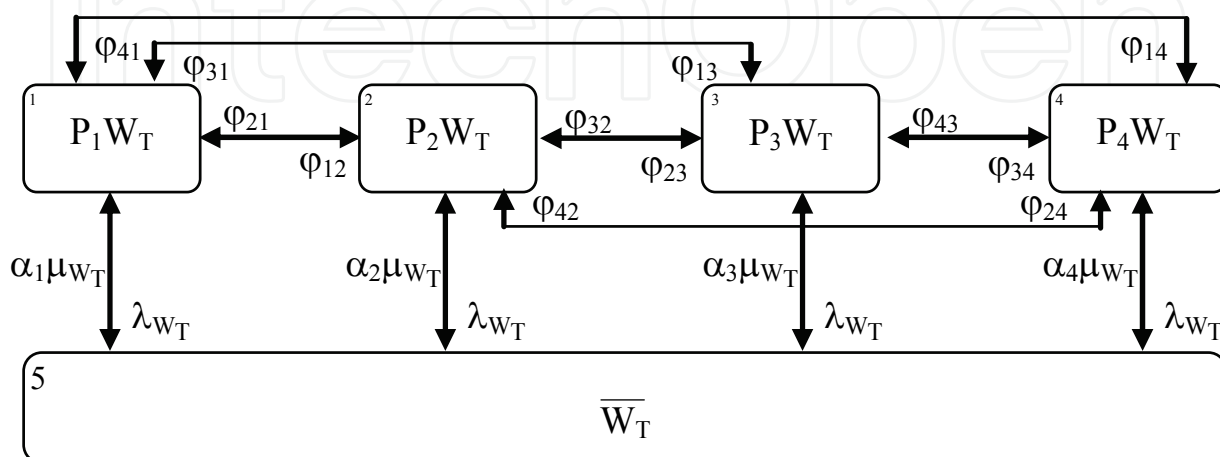 IntechOpen
φ41 φ31 φ13 φ14
1 2 3 4
P1WT P2WT P3WT P4WT
φ21 φ32 φ43
φ12 φ23 φ34
φ42 φ24
α1μWT α2μWT α3μWT α4μWT
λWT λWT λWT λWT
5
W̅T̅